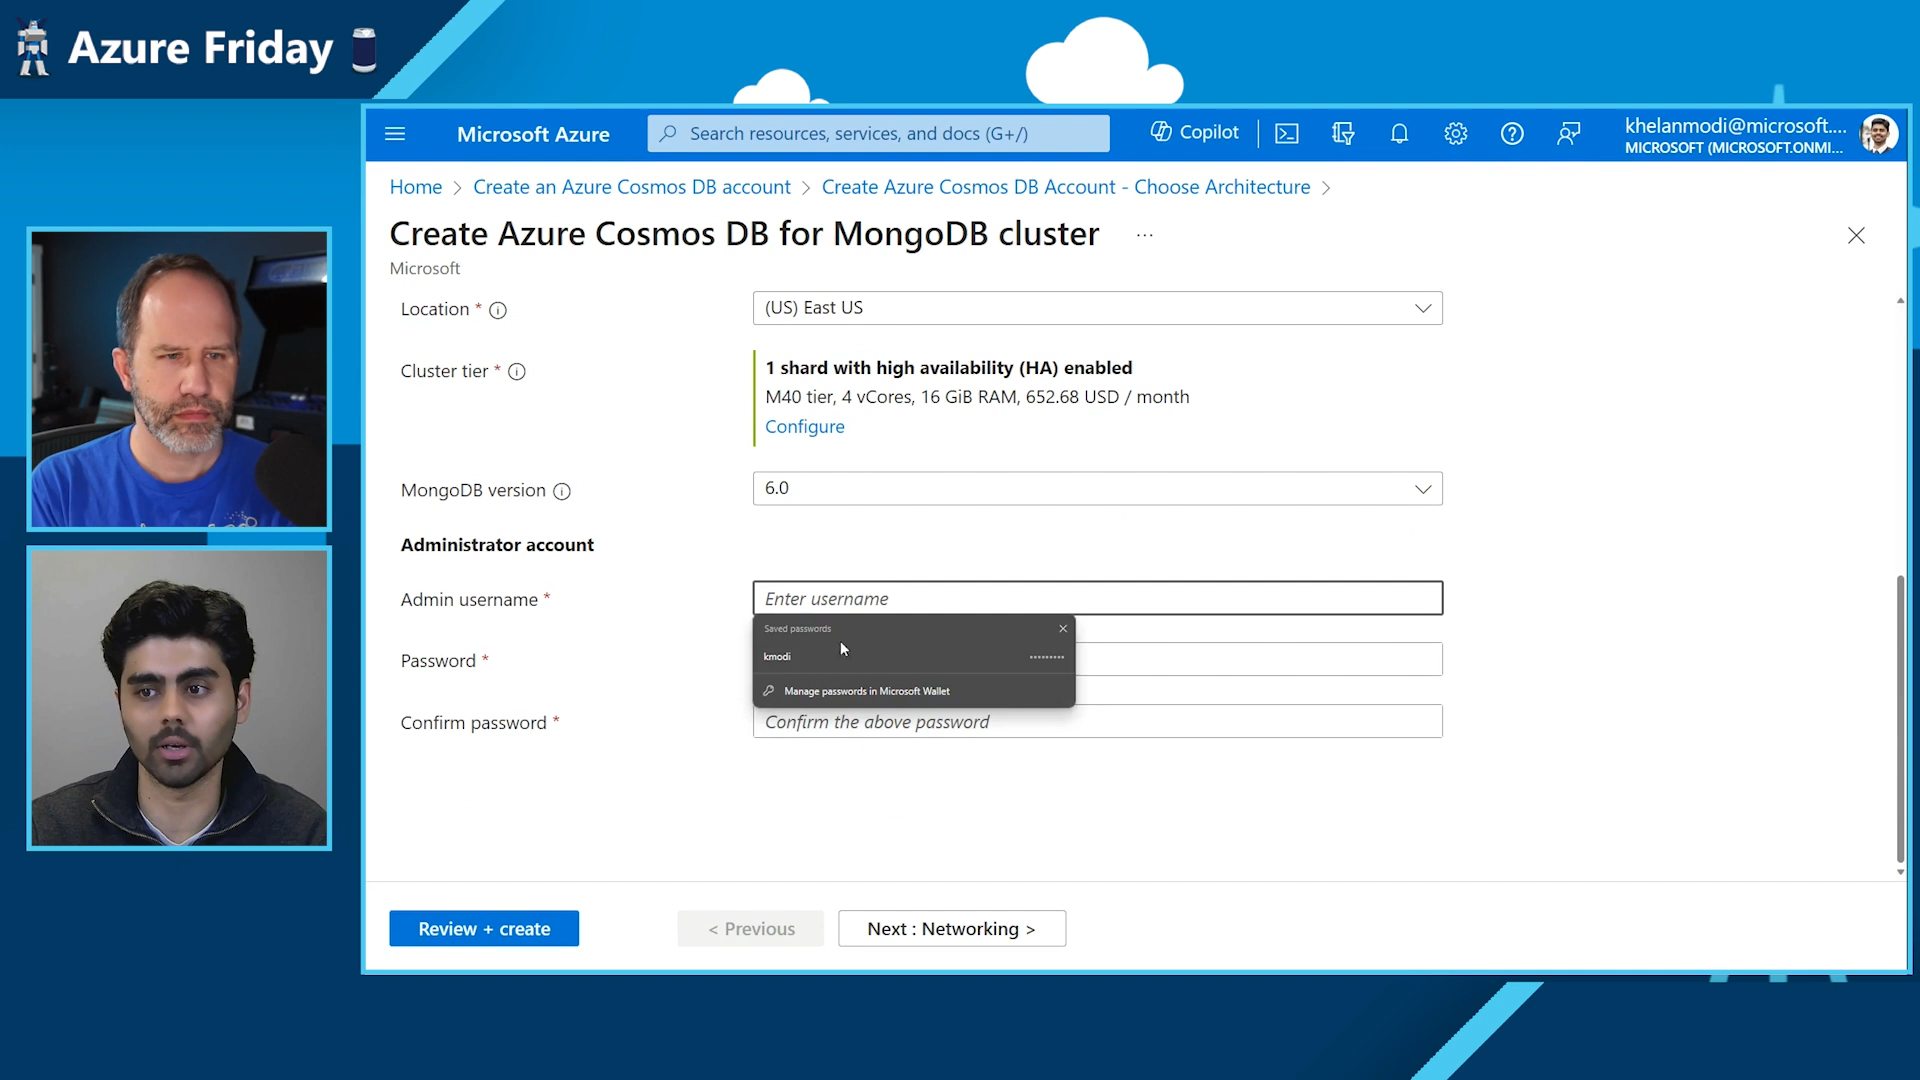 Azure Friday
Microsoft Azure
Search resources, services, and docs (G+/)
Copilot
khelanmodi@microsoft....
MICROSOFT (MICROSOFT.ONMI...
Home > Create an Azure Cosmos DB account > Create Azure Cosmos DB Account - Choose Architecture >
Create Azure Cosmos DB for MongoDB cluster ...
Microsoft
Location *
(US) East US
Cluster tier *
1 shard with high availability (HA) enabled
M40 tier, 4 vCores, 16 GiB RAM, 652.68 USD / month
Configure
MongoDB version
6.0
Administrator account
Admin username *
Enter username
Saved passwords
kmodi
Manage passwords in Microsoft Wallet
Password *
Confirm password *
Confirm the above password
Review + create
< Previous
Next : Networking >